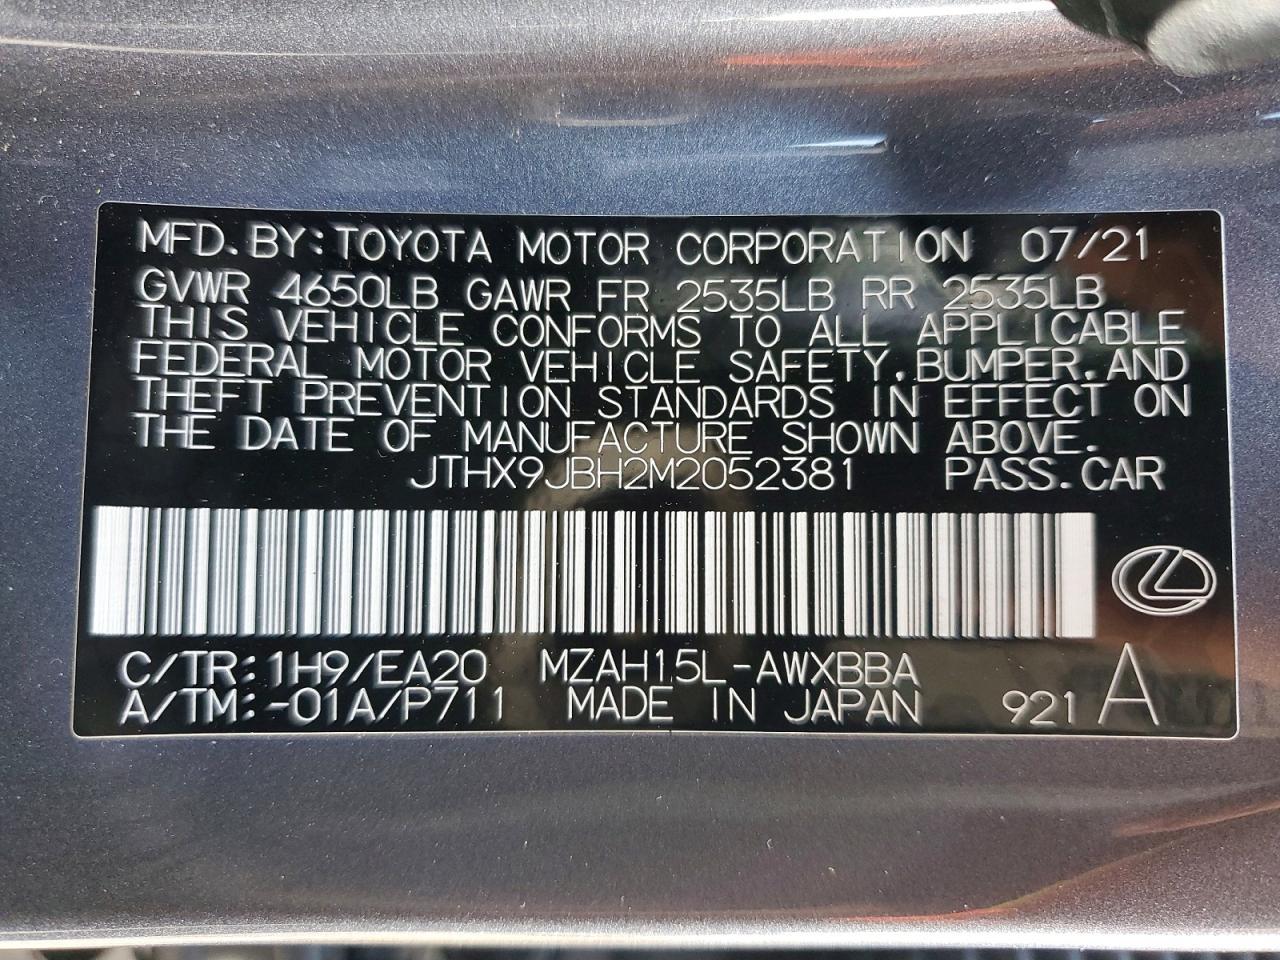 MFD.BY:TOYOTA MOTOR CORPORATION 07/21
GVWR 4650LB GAWR FR 2535LB RR 2535LB
THIS VEHICLE CONFORMS TO ALL APPLICABLE
FEDERAL MOTOR VEHICLE SAFETY,BUMPER,AND
THEFT PREVENTION STANDARDS IN EFFECT ON
THE DATE OF MANUFACTURE SHOWN ABOVE.
JTHX9JBH2M2052381 PASS.CAR
C/TR:1H9/EA20 MZAH15L-AWXBBA
A/TM:-01A/P711 MADE IN JAPAN 921 A